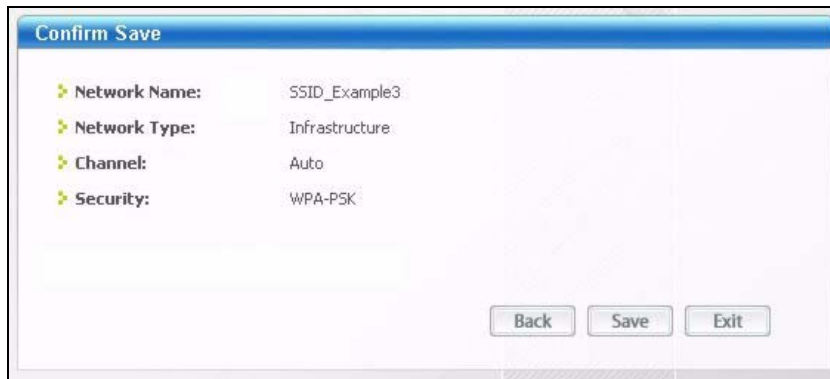 Confirm Save
Network Name: SSID_Example3
Network Type: Infrastructure
Channel: Auto
Security: WPA-PSK
Back Save Exit